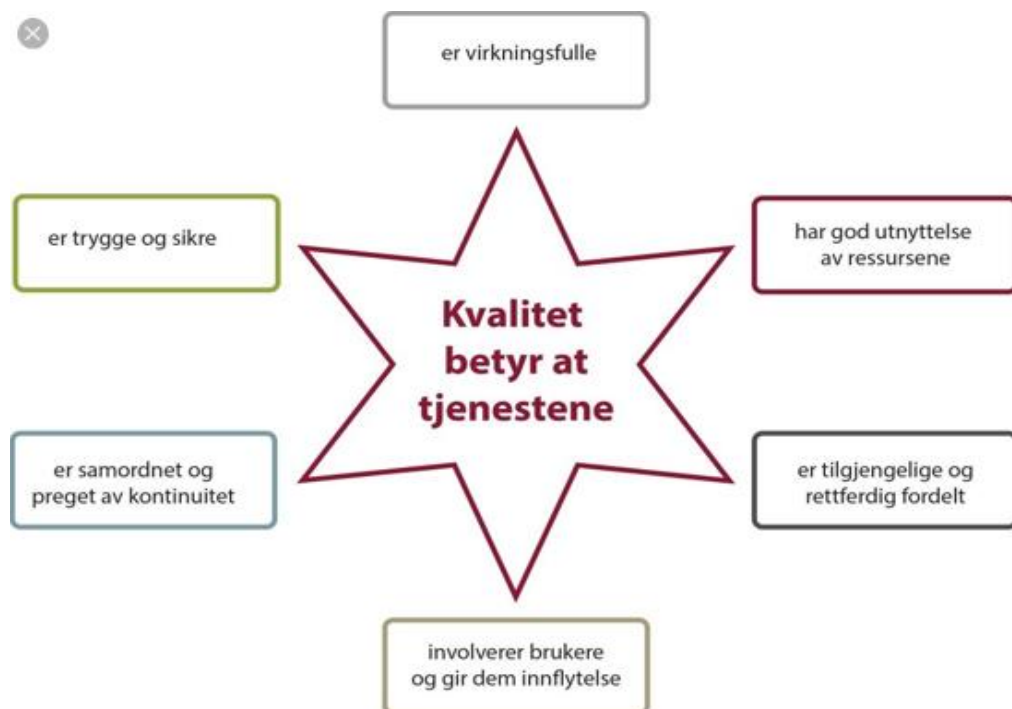 er virkningsfulle
er trygge og sikre
har god utnyttelse
av ressursene
Kvalitet
betyr at
tjenestene
er samordnet og
preget av kontinuitet
er tilgjengelige og
rettferdig fordelt
involverer brukere
og gir dem innflytelse